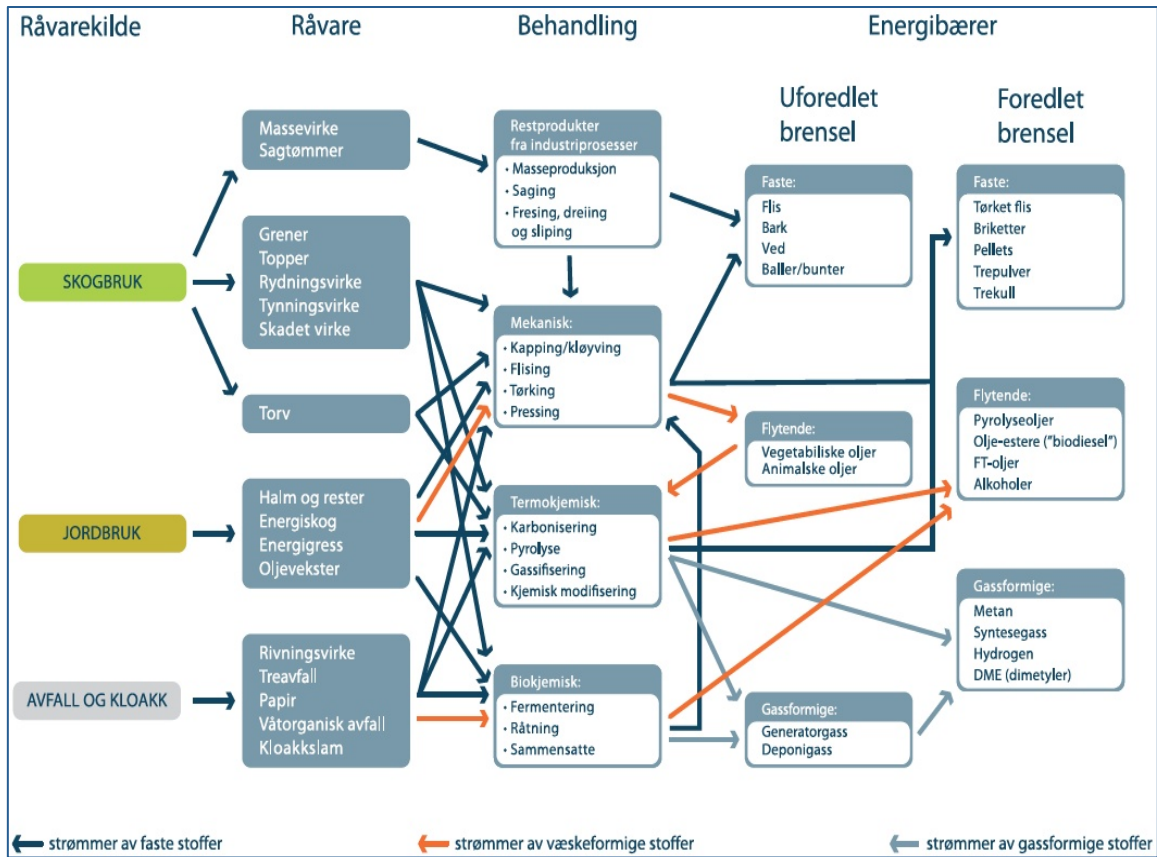 Råvarekilde
Råvare
Behandling
Energibærer
Uforedlet
brensel
Foredlet
brensel
SKOGBRUK
JORDBRUK
AVFALL OG KLOAKK
Massevirke
Sagtømmer
Grener
Topper
Rydningsvirke
Tynningsvirke
Skadet virke
Torv
Halm og rester
Energiskog
Energigress
Oljevekster
Rivningsvirke
Treavfall
Papir
Våtorganisk avfall
Kloakkslam
Restprodukter
fra industriprosesser
· Masseproduksjon
· Saging
· Fresing, dreiing
og sliping
Mekanisk:
· Kapping/kløyving
· Flising
· Tørking
· Pressing
Termokjemisk:
· Karbonisering
· Pyrolyse
· Gassifisering
· Kjemisk modifisering
Biokjemisk:
· Fermentering
· Råtning
· Sammensatte
Faste:
Flis
Bark
Ved
Baller/bunter
Flytende:
Vegetabiliske oljer
Animalske oljer
Gassformige:
Generatorgass
Deponigass
Faste:
Tørket flis
Briketter
Pellets
Trepulver
Trekull
Flytende:
Pyrolyseoljer
Olje-estere ("biodiesel")
FT-oljer
Alkoholer
Gassformige:
Metan
Syntesegass
Hydrogen
DME (dimetyler)
strømmer av faste stoffer
strømmer av væskeformige stoffer
strømmer av gassformige stoffer